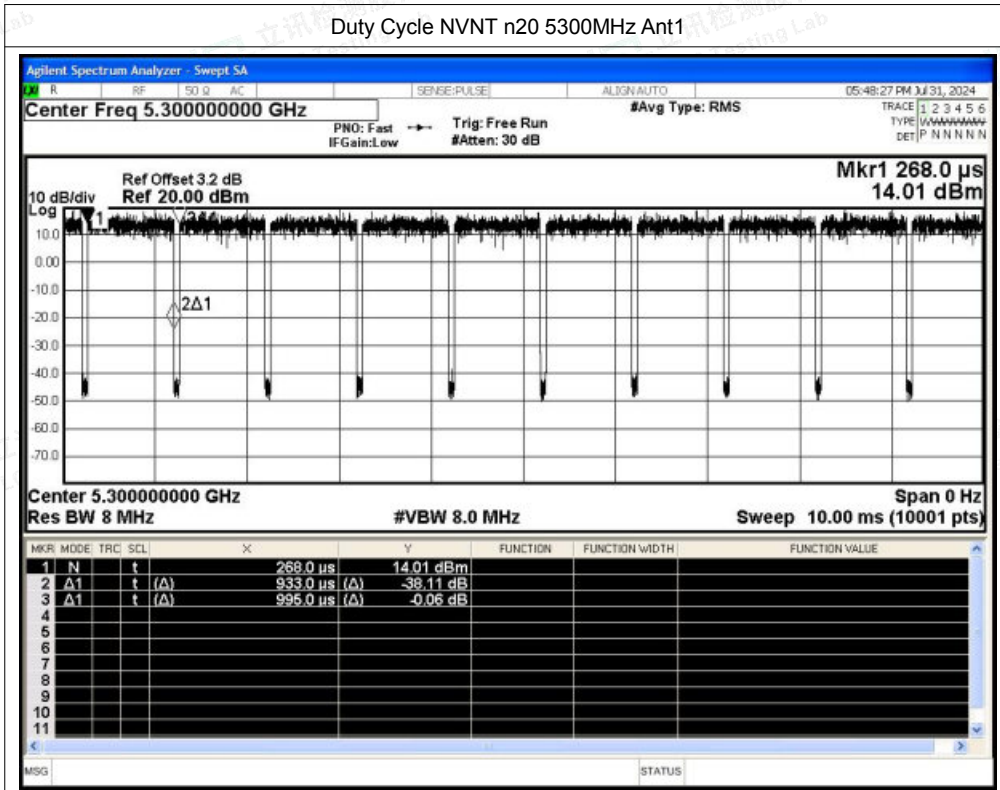 Duty Cycle NVNT n20 5300MHz Ant1
Agilent Spectrum Analyzer - Swept SA
R RF 50 Ω AC SENSE:PULSE ALIGN AUTO 05:48:27 PM Jul 31, 2024
Center Freq 5.300000000 GHz #Avg Type: RMS TRACE 1 2 3 4 5 6
PNO: Fast Trig: Free Run TYPE
IFGain:Low #Atten: 30 dB DET P N N N N N
Mkr1 268.0 µs
Ref Offset 3.2 dB
10 dB/div Ref 20.00 dBm 14.01 dBm
Log
1
10.0
0.00
-10.0
2Δ1
-20.0
-30.0
-40.0
-50.0
-60.0
-70.0
Center 5.300000000 GHz Span 0 Hz
Res BW 8 MHz #VBW 8.0 MHz Sweep 10.00 ms (10001 pts)
MKR MODE TRC SCL X Y FUNCTION FUNCTION WIDTH FUNCTION VALUE
1 N t 268.0 µs 14.01 dBm
2 Δ1 t (Δ) 933.0 µs (Δ) -38.11 dB
3 Δ1 t (Δ) 995.0 µs (Δ) -0.06 dB
4
5
6
7
8
9
10
11
MSG STATUS